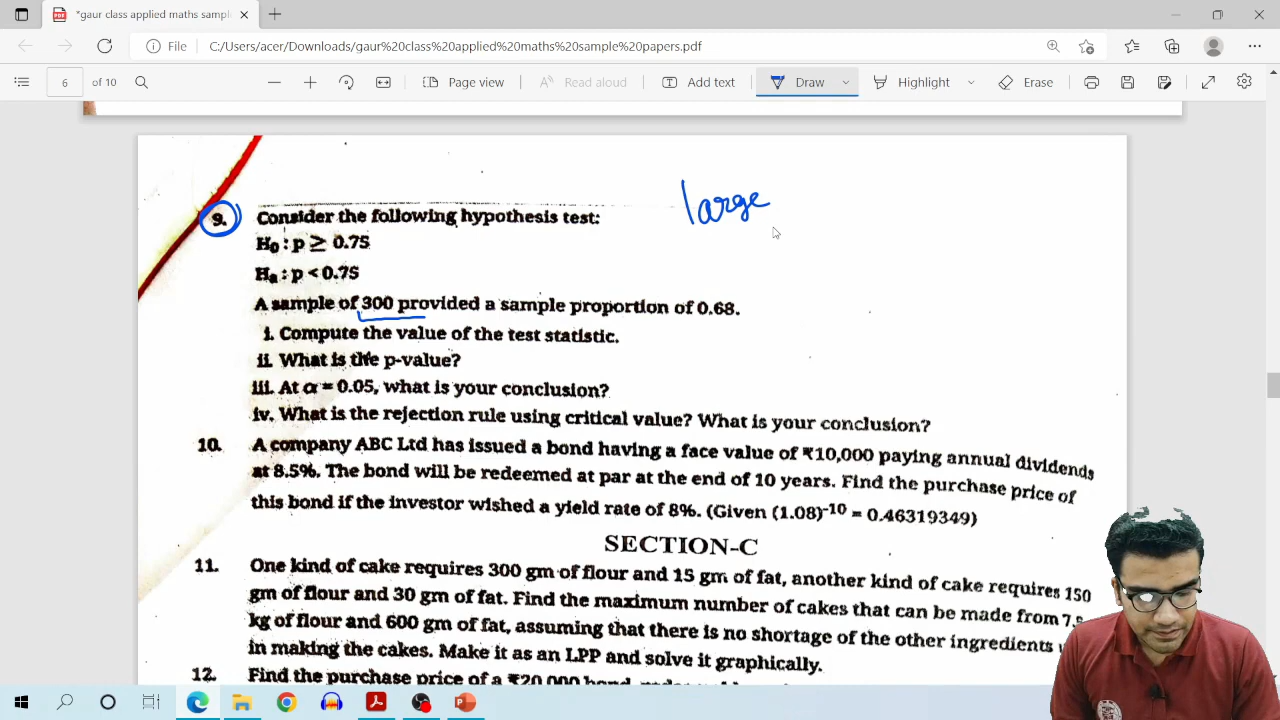 *gaur class applied maths sampl
File C:/Users/acer/Downloads/gaur%20class%20applied%20maths%20sample%20papers.pdf
6 of 10 Page view Read aloud Add text Draw Highlight Erase
large
9. Consider the following hypothesis test:
H₀ : p ≥ 0.75
Hₐ : p < 0.75
A sample of 300 provided a sample proportion of 0.68.
i. Compute the value of the test statistic.
ii. What is the p-value?
iii. At α = 0.05, what is your conclusion?
iv. What is the rejection rule using critical value? What is your conclusion?
10. A company ABC Ltd has issued a bond having a face value of ₹10,000 paying annual dividends
at 8.5%. The bond will be redeemed at par at the end of 10 years. Find the purchase price of
this bond if the investor wished a yield rate of 8%. (Given (1.08)⁻¹⁰ = 0.46319349)
SECTION-C
11. One kind of cake requires 300 gm of flour and 15 gm of fat, another kind of cake requires 150
gm of flour and 30 gm of fat. Find the maximum number of cakes that can be made from 7.
kg of flour and 600 gm of fat, assuming that there is no shortage of the other ingredients
in making the cakes. Make it as an LPP and solve it graphically.
12. Find the purchase price of a ₹20,000 bond,